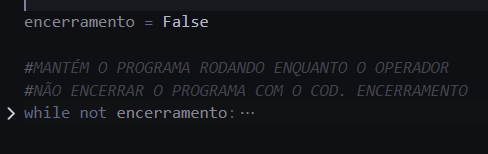 encerramento = False
#MANTÉM O PROGRAMA RODANDO ENQUANTO O OPERADOR
#NÃO ENCERRAR O PROGRAMA COM O COD. ENCERRAMENTO
while not encerramento:···